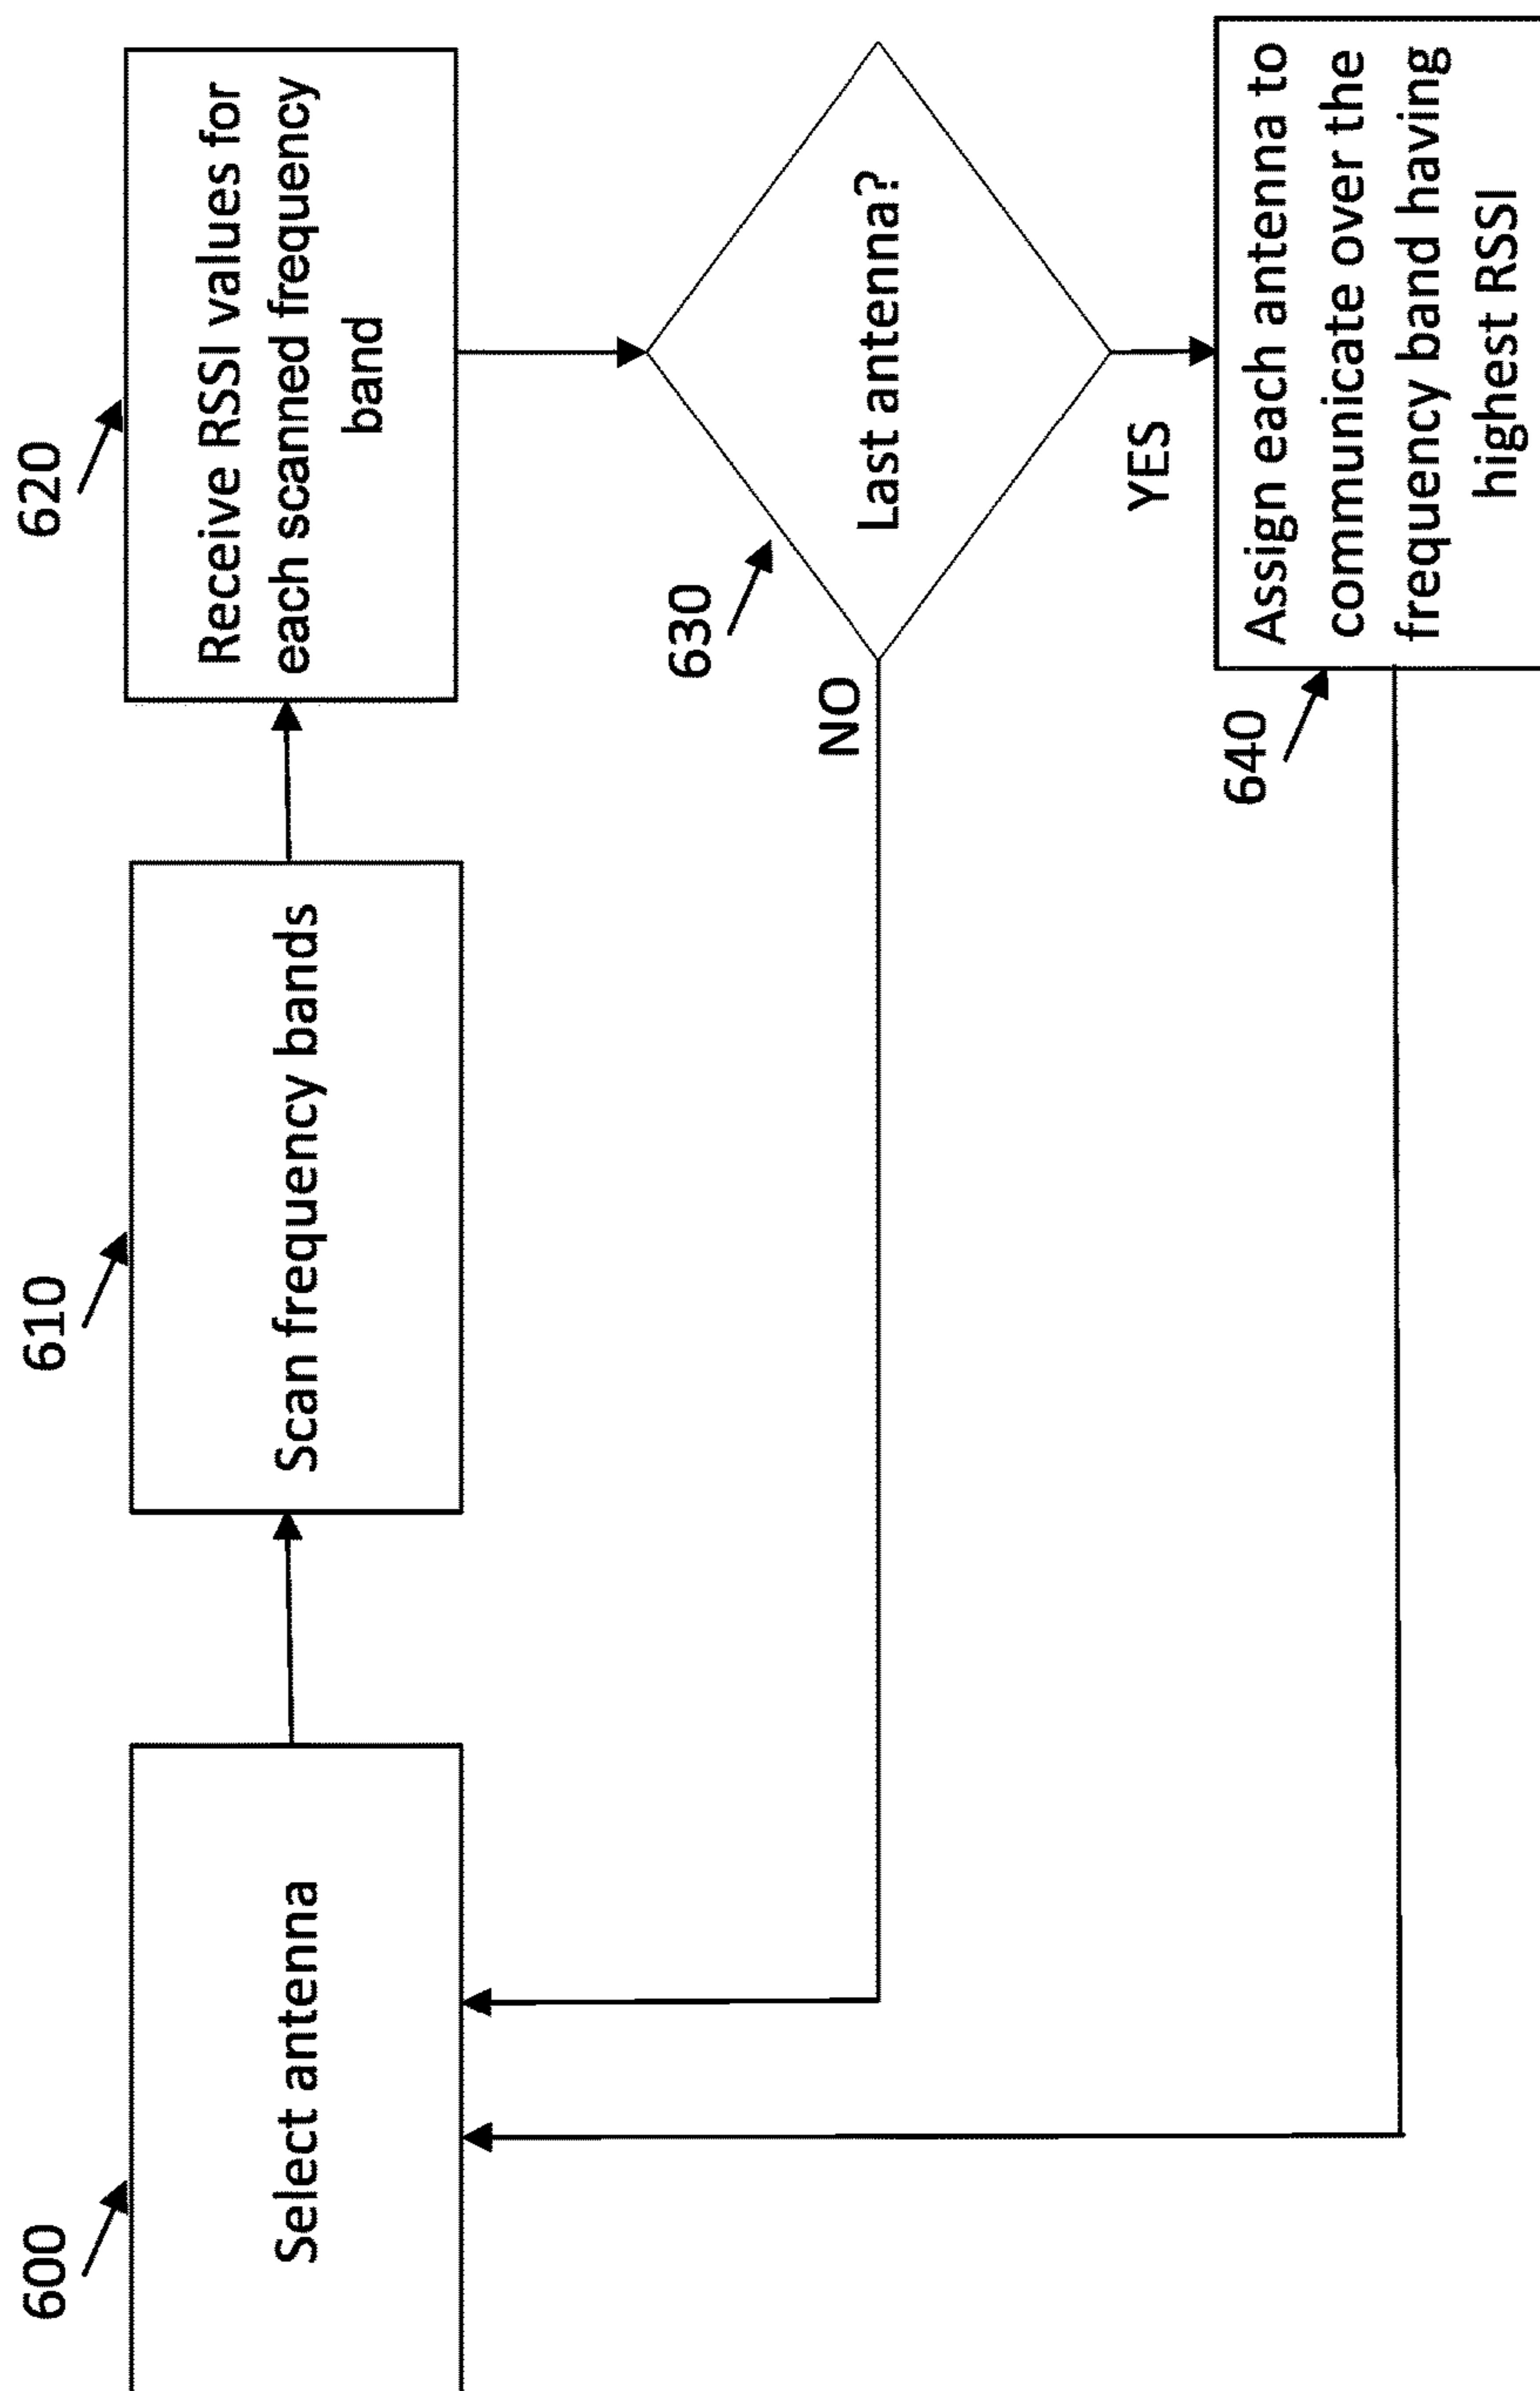 600
Select antenna
610
Scan frequency bands
620
Receive RSSI values for
each scanned frequency
band
630
Last antenna?
NO
YES
640
Assign each antenna to
communicate over the
frequency band having
highest RSSI